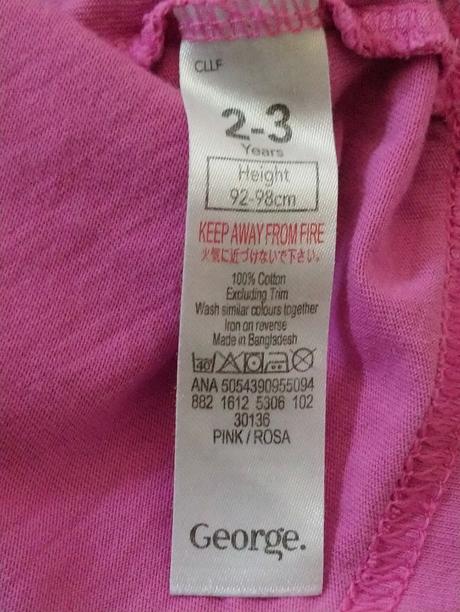 CLLF
2-3
Years
Height
92-98cm
KEEP AWAY FROM FIRE
火気に近づけないで下さい。
100% Cotton
Excluding Trim
Wash similar colours together
Iron on reverse
Made in Bangladesh
40
ANA 5054390955094
882 1612 5306 102
30136
PINK / ROSA
George.